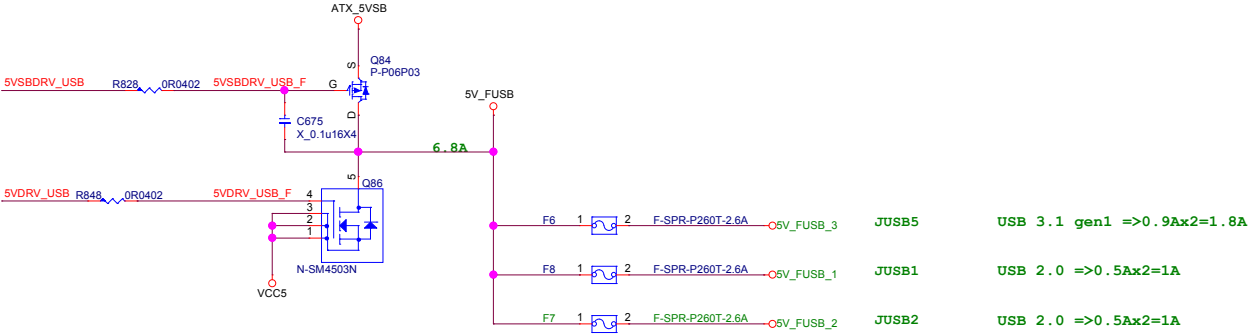 ATX_5VSB
S
Q84
P-P06P03
5VSBDRV_USB R828 0R0402 5VSBDRV_USB_F G
D
5V_FUSB
C675
X_0.1u16X4
6.8A
5
Q86
5VDRV_USB R848 0R0402 5VDRV_USB_F 4
3
2
1
N-SM4503N
VCC5
F6 1 2 F-SPR-P260T-2.6A 5V_FUSB_3 JUSB5 USB 3.1 gen1 =>0.9Ax2=1.8A
F8 1 2 F-SPR-P260T-2.6A 5V_FUSB_1 JUSB1 USB 2.0 =>0.5Ax2=1A
F7 1 2 F-SPR-P260T-2.6A 5V_FUSB_2 JUSB2 USB 2.0 =>0.5Ax2=1A